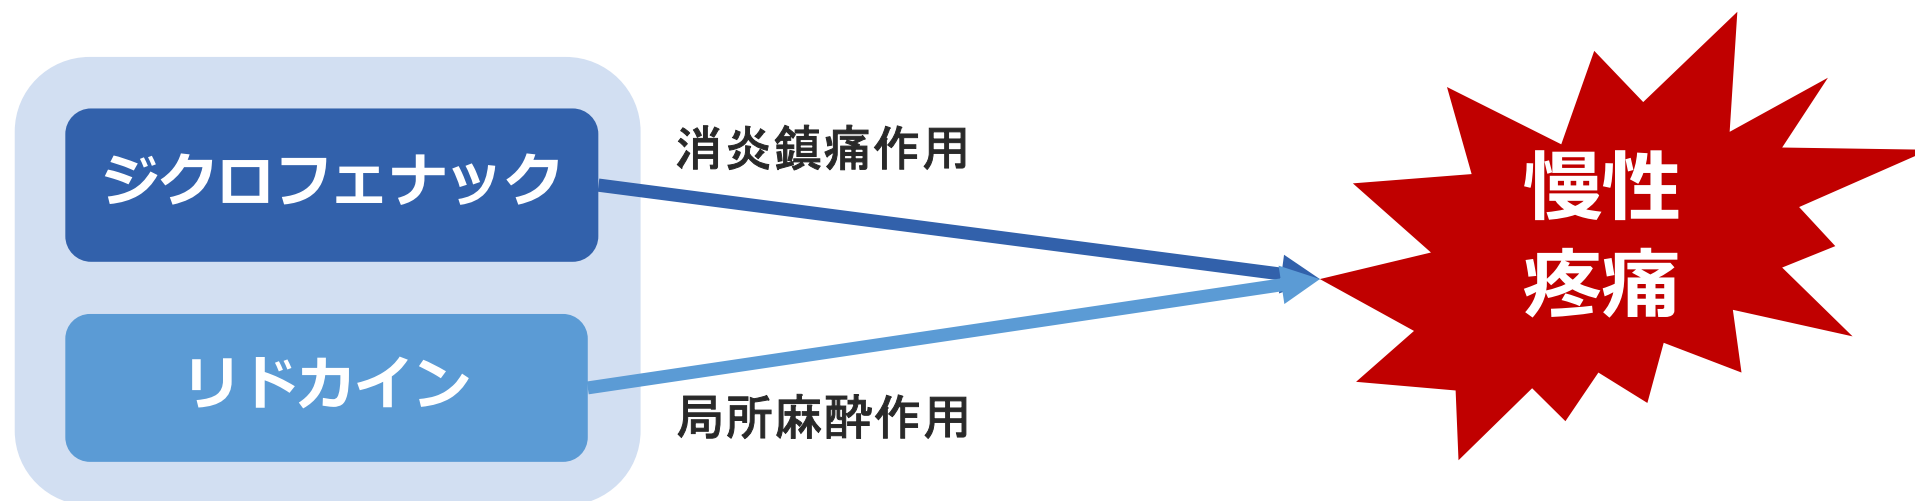 ジクロフェナック
消炎鎮痛作用
リドカイン
局所麻酔作用
慢性
疼痛